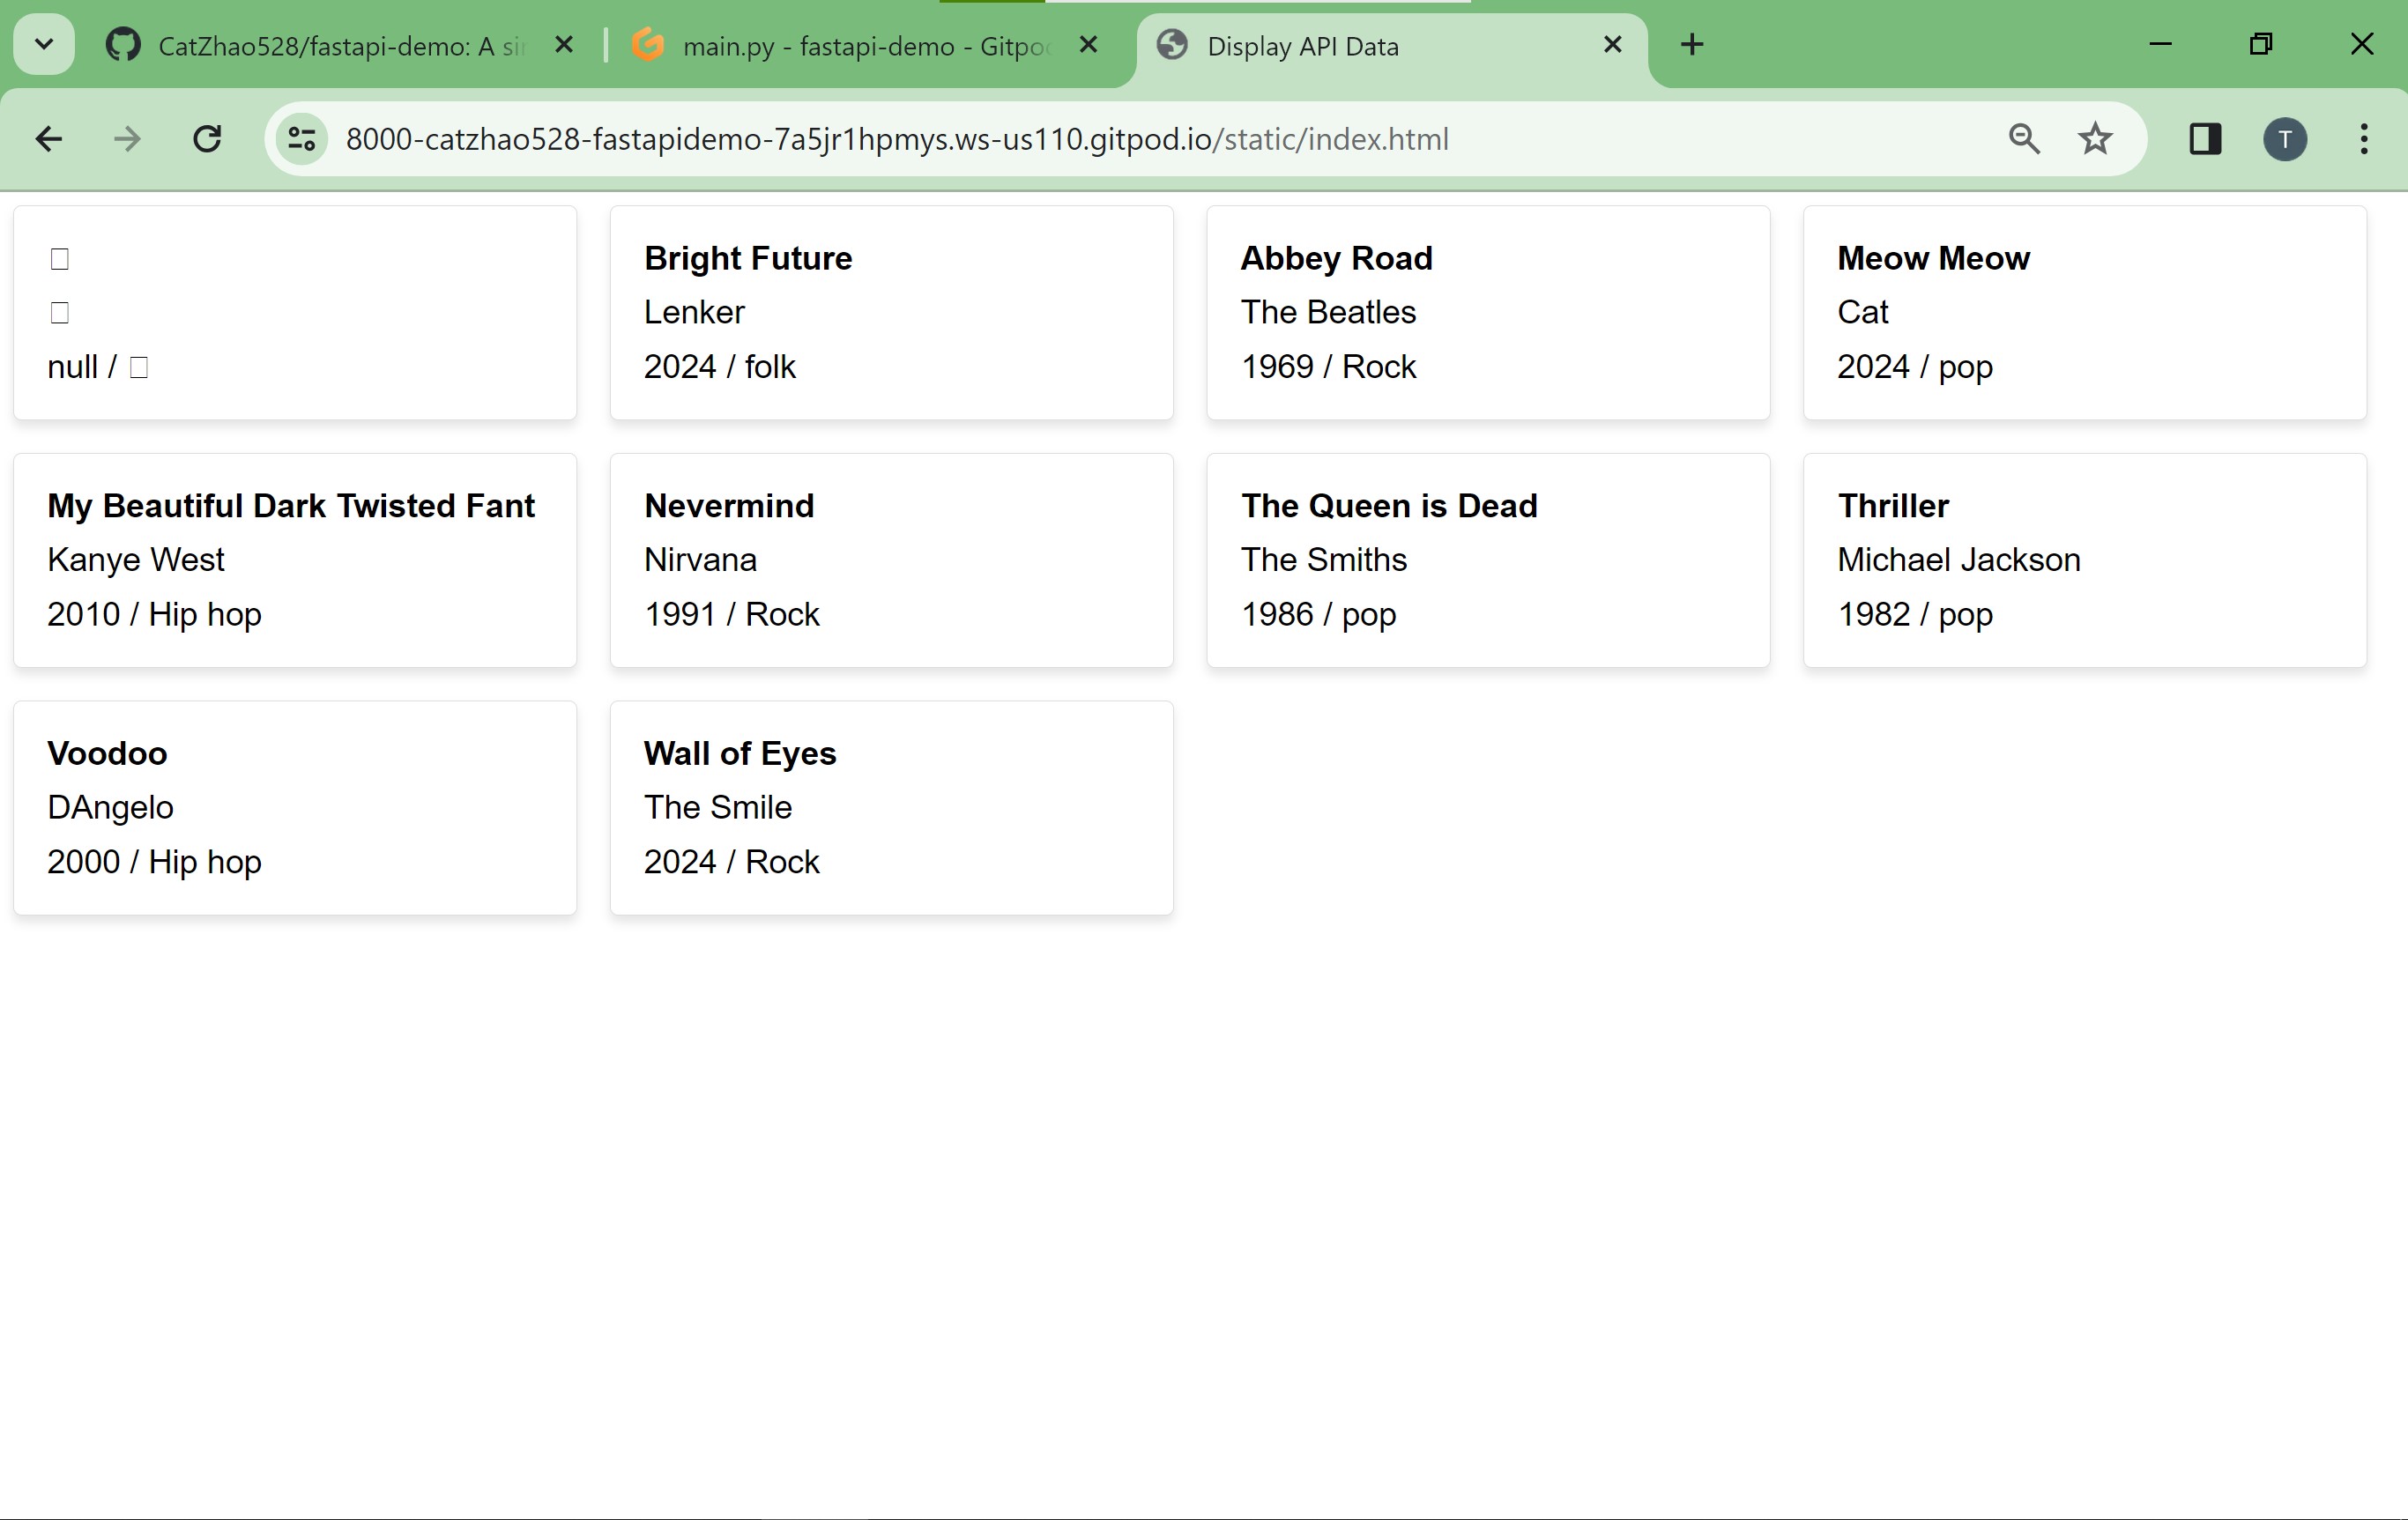 CatZhao528/fastapi-demo: A si
main.py - fastapi-demo - Gitpo
Display API Data
8000-catzhao528-fastapidemo-7a5jr1hpmys.ws-us110.gitpod.io/static/index.html
T
□
□
null / □
Bright Future
Lenker
2024 / folk
Abbey Road
The Beatles
1969 / Rock
Meow Meow
Cat
2024 / pop
My Beautiful Dark Twisted Fant
Kanye West
2010 / Hip hop
Nevermind
Nirvana
1991 / Rock
The Queen is Dead
The Smiths
1986 / pop
Thriller
Michael Jackson
1982 / pop
Voodoo
DAngelo
2000 / Hip hop
Wall of Eyes
The Smile
2024 / Rock